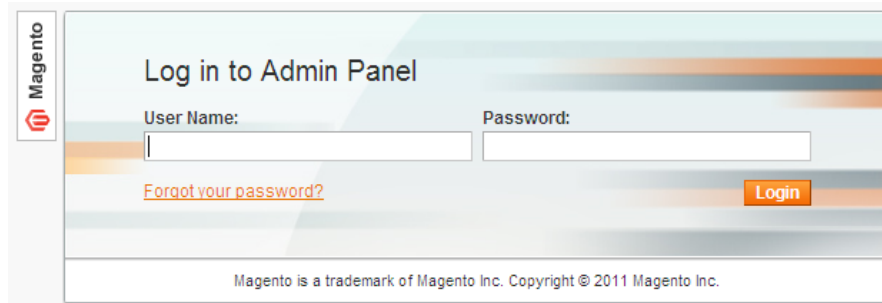 Magento
Log in to Admin Panel
User Name:
Password:
Forgot your password?
Login
Magento is a trademark of Magento Inc. Copyright © 2011 Magento Inc.